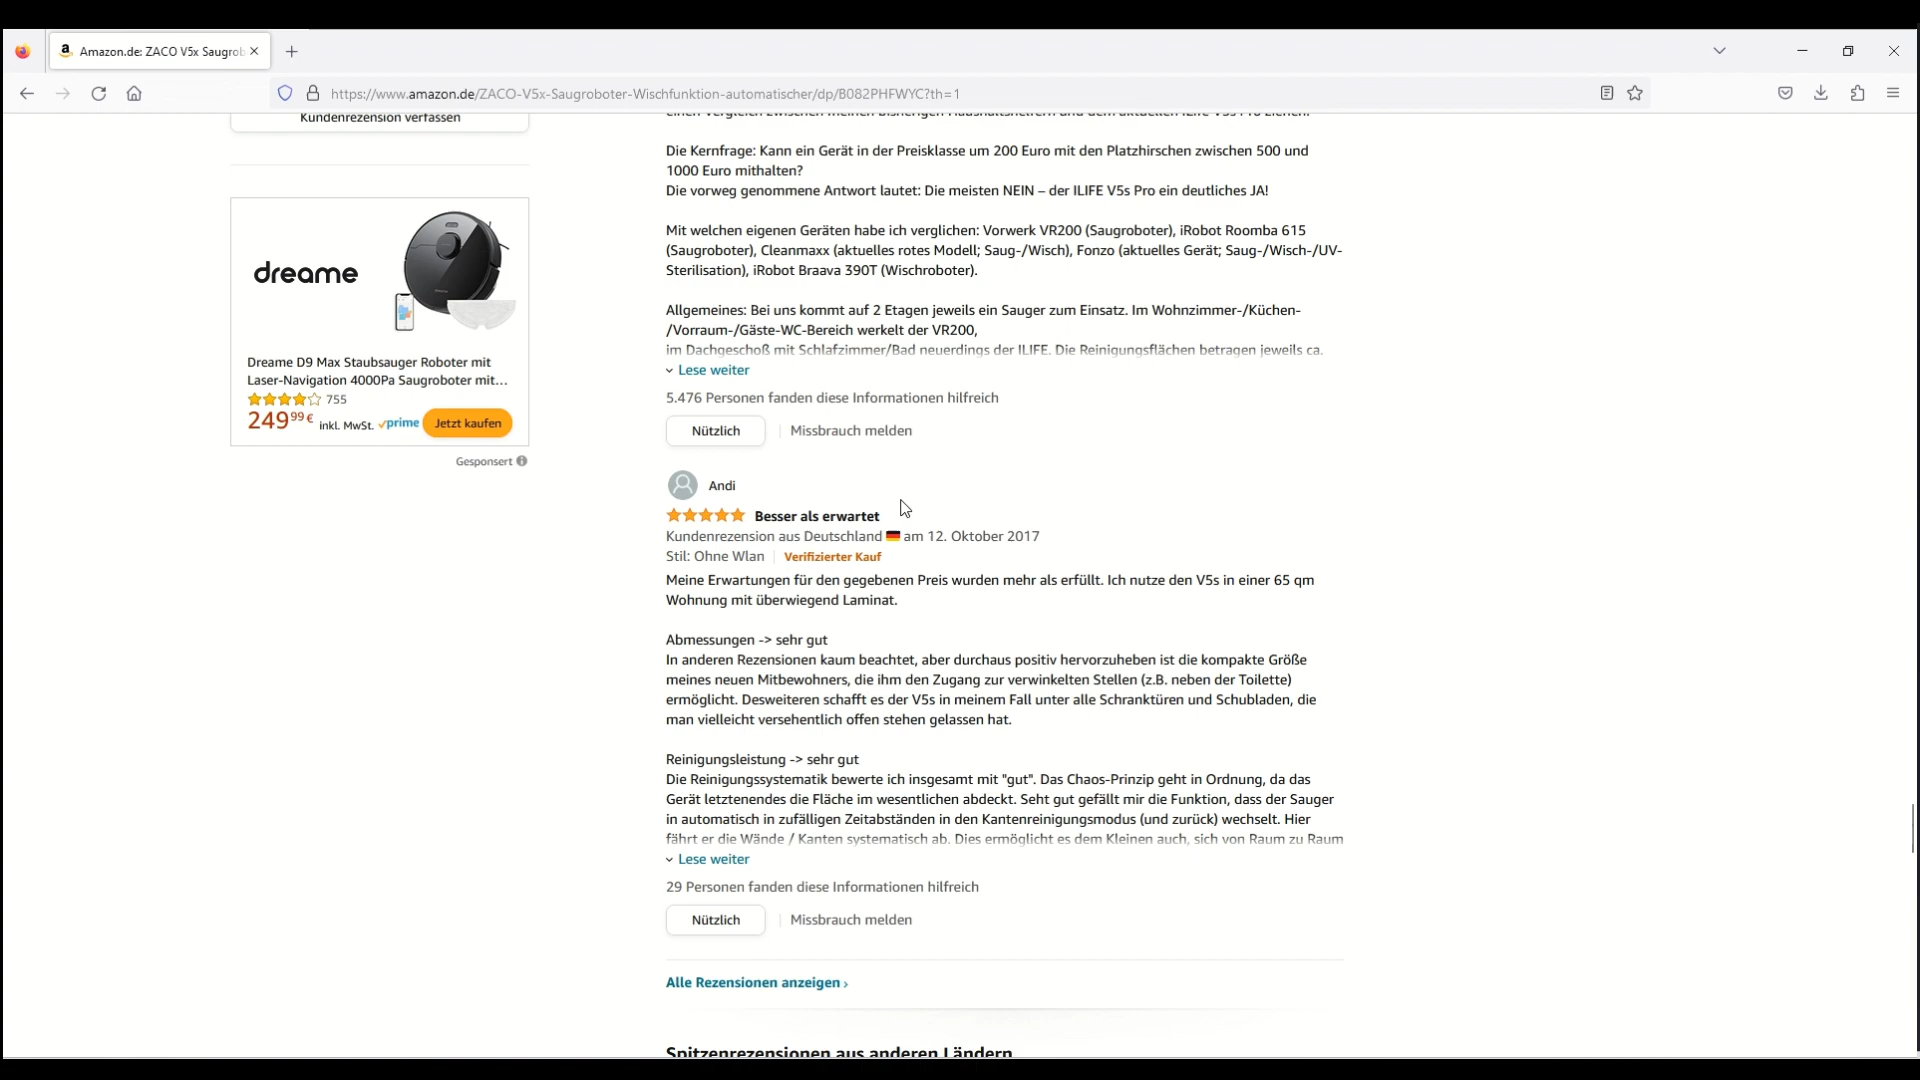 Amazon.de: ZACO V5x Saugrob
https://www.amazon.de/ZACO-V5x-Saugroboter-Wischfunktion-automatischer/dp/B082PHFWYC?th=1
Kundenrezension verfassen
dreame
Dreame D9 Max Staubsauger Roboter mit
Laser-Navigation 4000Pa Saugroboter mit...
755
249 99 € inkl. MwSt. prime Jetzt kaufen
Gesponsert
einen Vergleich zwischen meinen bisherigen Haushaltshelfern und dem aktuellen ILIFE V5s Pro ziehen.
Die Kernfrage: Kann ein Gerät in der Preisklasse um 200 Euro mit den Platzhirschen zwischen 500 und
1000 Euro mithalten?
Die vorweg genommene Antwort lautet: Die meisten NEIN – der ILIFE V5s Pro ein deutliches JA!
Mit welchen eigenen Geräten habe ich verglichen: Vorwerk VR200 (Saugroboter), iRobot Roomba 615
(Saugroboter), Cleanmaxx (aktuelles rotes Modell; Saug-/Wisch), Fonzo (aktuelles Gerät; Saug-/Wisch-/UV-
Sterilisation), iRobot Braava 390T (Wischroboter).
Allgemeines: Bei uns kommt auf 2 Etagen jeweils ein Sauger zum Einsatz. Im Wohnzimmer-/Küchen-
/Vorraum-/Gäste-WC-Bereich werkelt der VR200,
im Dachgeschoß mit Schlafzimmer/Bad neuerdings der ILIFE. Die Reinigungsflächen betragen jeweils ca.
Lese weiter
5.476 Personen fanden diese Informationen hilfreich
Nützlich
Missbrauch melden
Andi
Besser als erwartet
Kundenrezension aus Deutschland am 12. Oktober 2017
Stil: Ohne Wlan
Verifizierter Kauf
Meine Erwartungen für den gegebenen Preis wurden mehr als erfüllt. Ich nutze den V5s in einer 65 qm
Wohnung mit überwiegend Laminat.
Abmessungen -> sehr gut
In anderen Rezensionen kaum beachtet, aber durchaus positiv hervorzuheben ist die kompakte Größe
meines neuen Mitbewohners, die ihm den Zugang zur verwinkelten Stellen (z.B. neben der Toilette)
ermöglicht. Desweiteren schafft es der V5s in meinem Fall unter alle Schranktüren und Schubladen, die
man vielleicht versehentlich offen stehen gelassen hat.
Reinigungsleistung -> sehr gut
Die Reinigungssystematik bewerte ich insgesamt mit "gut". Das Chaos-Prinzip geht in Ordnung, da das
Gerät letztenendes die Fläche im wesentlichen abdeckt. Seht gut gefällt mir die Funktion, dass der Sauger
in automatisch in zufälligen Zeitabständen in den Kantenreinigungsmodus (und zurück) wechselt. Hier
fährt er die Wände / Kanten systematisch ab. Dies ermöglicht es dem Kleinen auch, sich von Raum zu Raum
Lese weiter
29 Personen fanden diese Informationen hilfreich
Nützlich
Missbrauch melden
Alle Rezensionen anzeigen ›
Spitzenrezensionen aus anderen Ländern